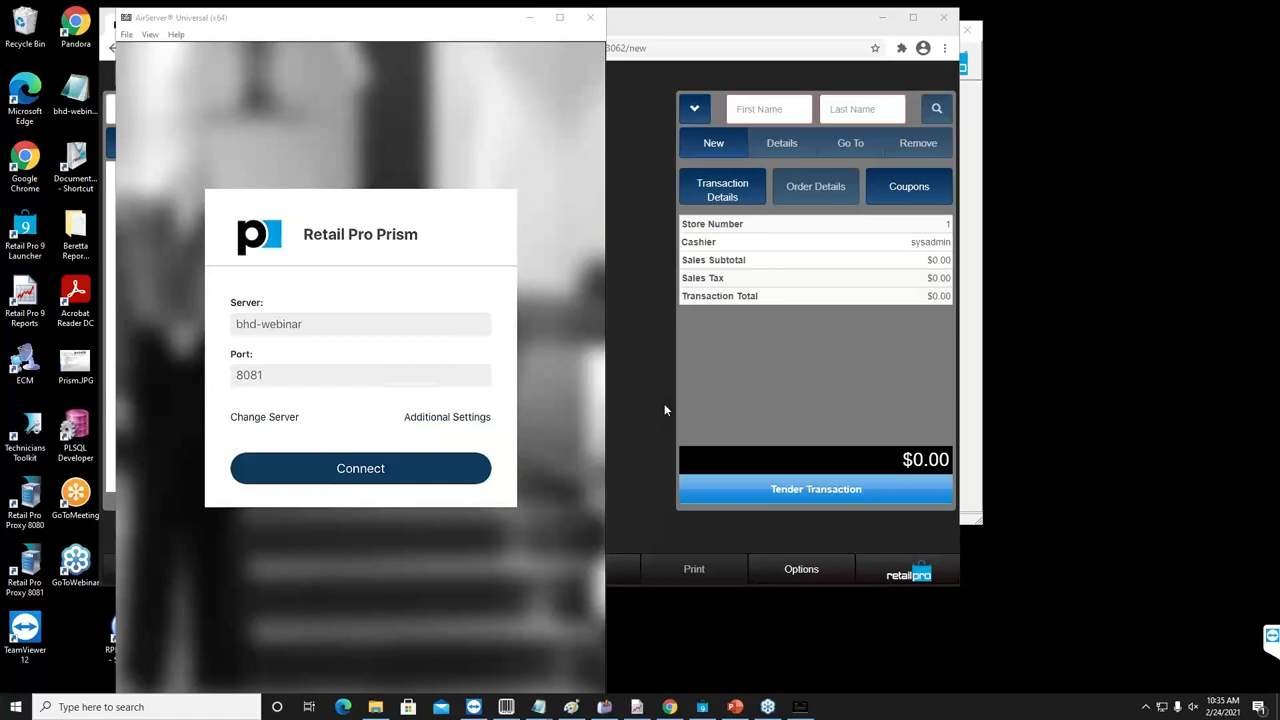 Recycle Bin
Pandora
Microsoft
Edge
bhd-webin...
Google
Chrome
Document...
- Shortcut
Retail Pro 9
Launcher
Beretta
Repor...
Retail Pro 9
Reports
Acrobat
Reader DC
ECM
Prism.JPG
Technicians
Toolkit
PLSQL
Developer
Retail Pro
Proxy 8080
GoToMeeting
Retail Pro
Proxy 8081
GoToWebinar
TeamViewer
12
AirServer® Universal (x64)
File
View
Help
Retail Pro Prism
Server:
bhd-webinar
Port:
8081
Change Server
Additional Settings
Connect
3062/new
First Name
Last Name
New
Details
Go To
Remove
Transaction
Details
Order Details
Coupons
Store Number 1
Cashier sysadmin
Sales Subtotal $0.00
Sales Tax $0.00
Transaction Total $0.00
$0.00
Tender Transaction
Print
Options
retailpro
Type here to search
10:35 AM
2/24/2021